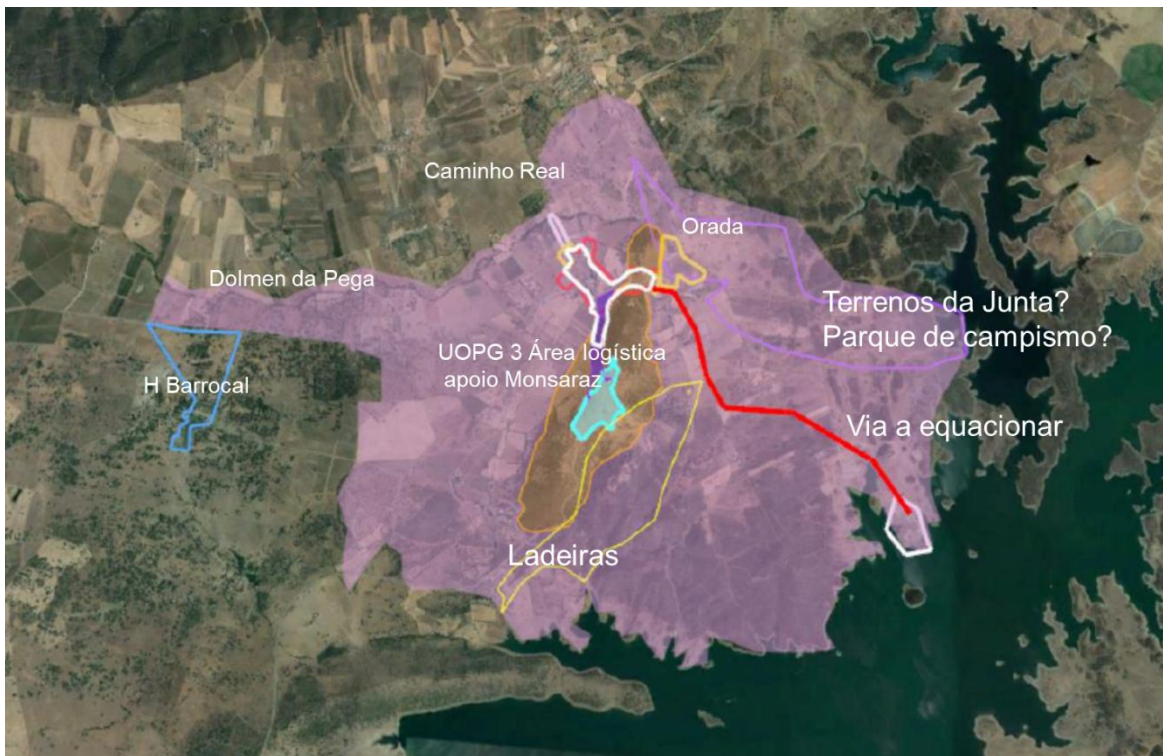 Caminho Real
Orada
Dolmen da Pega
Terrenos da Junta?
Parque de campismo?
UOPG 3 Área logística
apoio Monsaraz
H Barrocal
Via a equacionar
Ladeiras